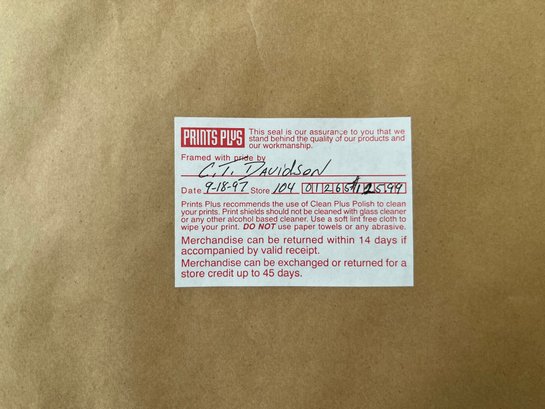 PRINTS PLUS This seal is our assurance to you that we
stand behind the quality of our products and
our workmanship.
Framed with pride by
C.T. DAVIDSON
Date 9-18-97 Store 104
Prints Plus recommends the use of Clean Plus Polish to clean
your prints. Print shields should not be cleaned with glass cleaner
or any other alcohol based cleaner. Use a soft lint free cloth to
wipe your print. DO NOT use paper towels or any abrasive.
Merchandise can be returned within 14 days if
accompanied by valid receipt.
Merchandise can be exchanged or returned for a
store credit up to 45 days.